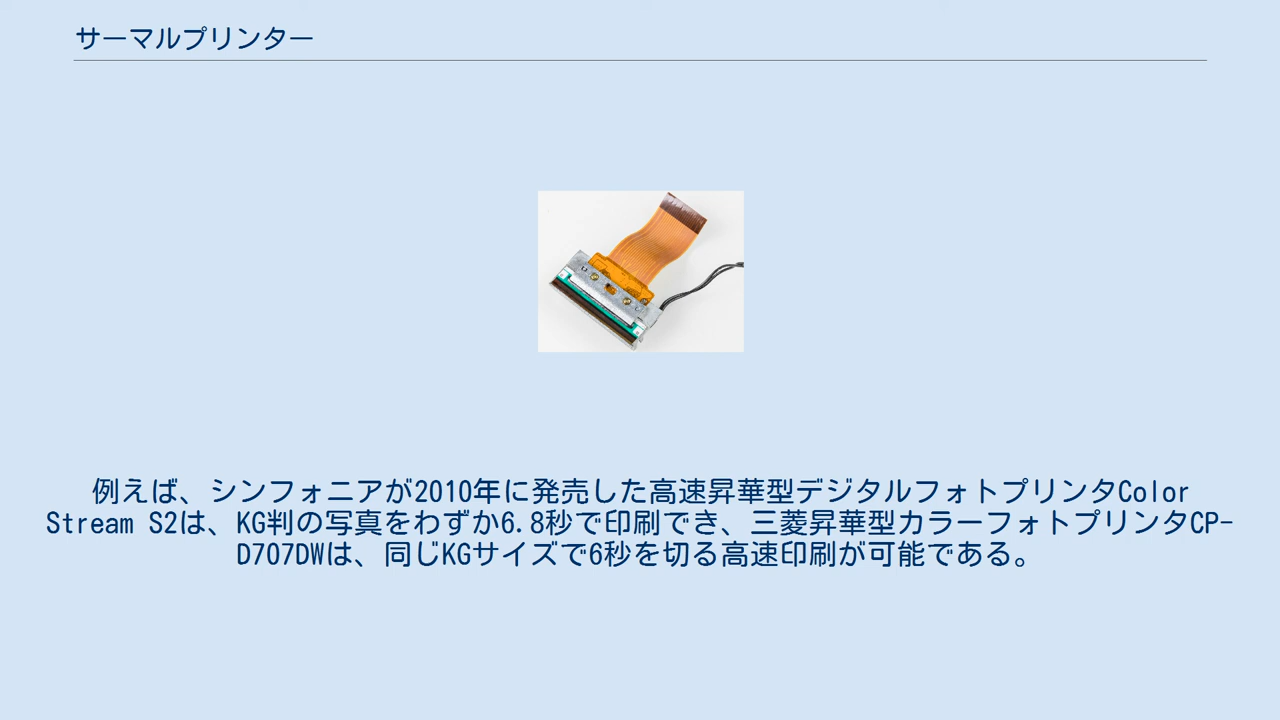 サーマルプリンター
例えば、シンフォニアが2010年に発売した高速昇華型デジタルフォトプリンタColor
Stream S2は、KG判の写真をわずか6.8秒で印刷でき、三菱昇華型カラーフォトプリンタCP-
D707DWは、同じKGサイズで6秒を切る高速印刷が可能である。